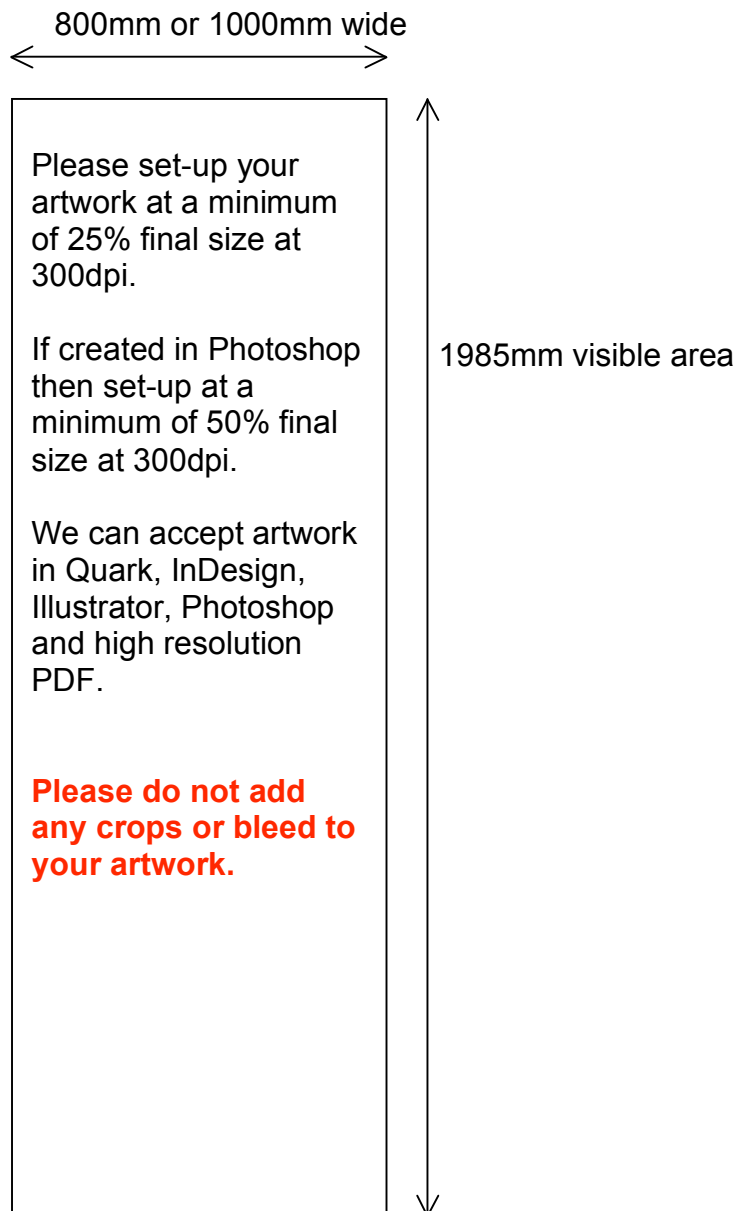 800mm or 1000mm wide
Please set-up your
artwork at a minimum
of 25% final size at
300dpi.
If created in Photoshop
then set-up at a
minimum of 50% final
size at 300dpi.
We can accept artwork
in Quark, InDesign,
Illustrator, Photoshop
and high resolution
PDF.
Please do not add
any crops or bleed to
your artwork.
1985mm visible area